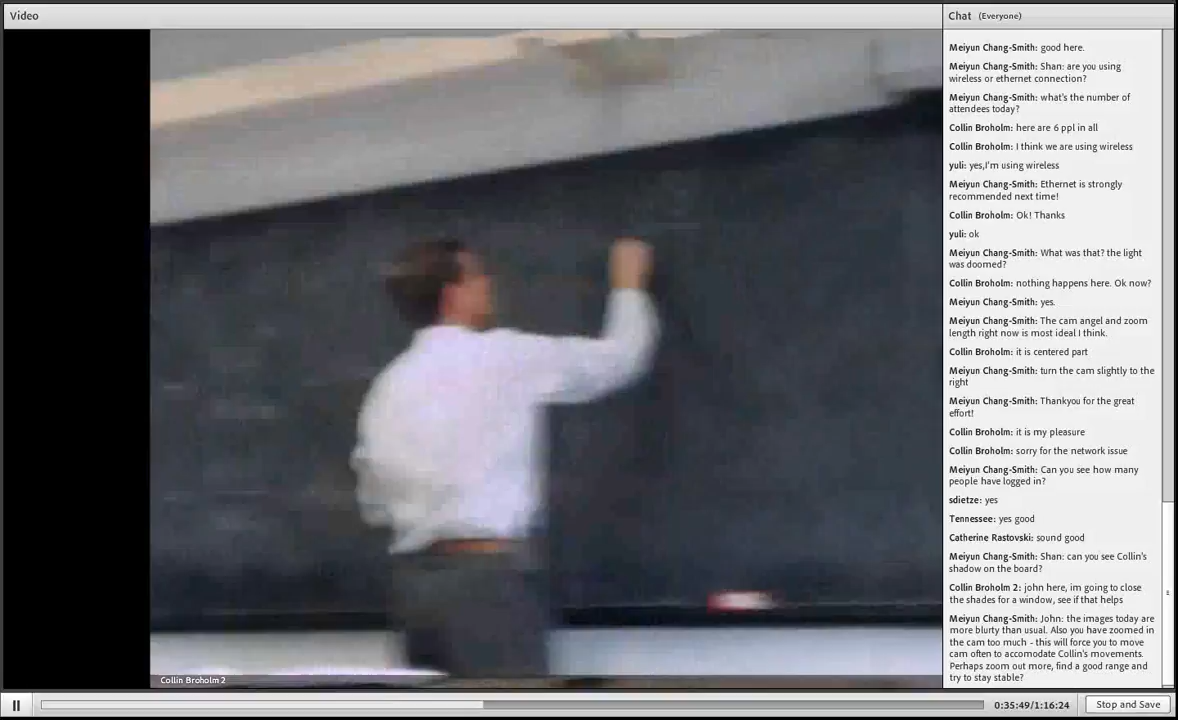 Video
Chat (Everyone)
Meiyun Chang-Smith: good here.
Meiyun Chang-Smith: Shan: are you using
wireless or ethernet connection?
Meiyun Chang-Smith: what's the number of
attendees today?
Collin Broholm: here are 6 ppl in all
Collin Broholm: I think we are using wireless
yuli: yes,I'm using wireless
Meiyun Chang-Smith: Ethernet is strongly
recommended next time!
Collin Broholm: Ok! Thanks
yuli: ok
Meiyun Chang-Smith: What was that? the light
was doomed?
Collin Broholm: nothing happens here. Ok now?
Meiyun Chang-Smith: yes.
Meiyun Chang-Smith: The cam angel and zoom
length right now is most ideal I think.
Collin Broholm: it is centered part
Meiyun Chang-Smith: turn the cam slightly to the
right
Meiyun Chang-Smith: Thankyou for the great
effort!
Collin Broholm: it is my pleasure
Collin Broholm: sorry for the network issue
Meiyun Chang-Smith: Can you see how many
people have logged in?
sdietze: yes
Tennessee: yes good
Catherine Rastovski: sound good
Meiyun Chang-Smith: Shan: can you see Collin's
shadow on the board?
Collin Broholm 2: john here, im going to close
the shades for a window, see if that helps
Meiyun Chang-Smith: John: the images today are
more blurty than usual. Also you have zoomed in
the cam too much - this will force you to move
cam often to accomodate Collin's movements.
Perhaps zoom out more, find a good range and
try to stay stable?
Collin Broholm 2
0:35:49/1:16:24
Stop and Save